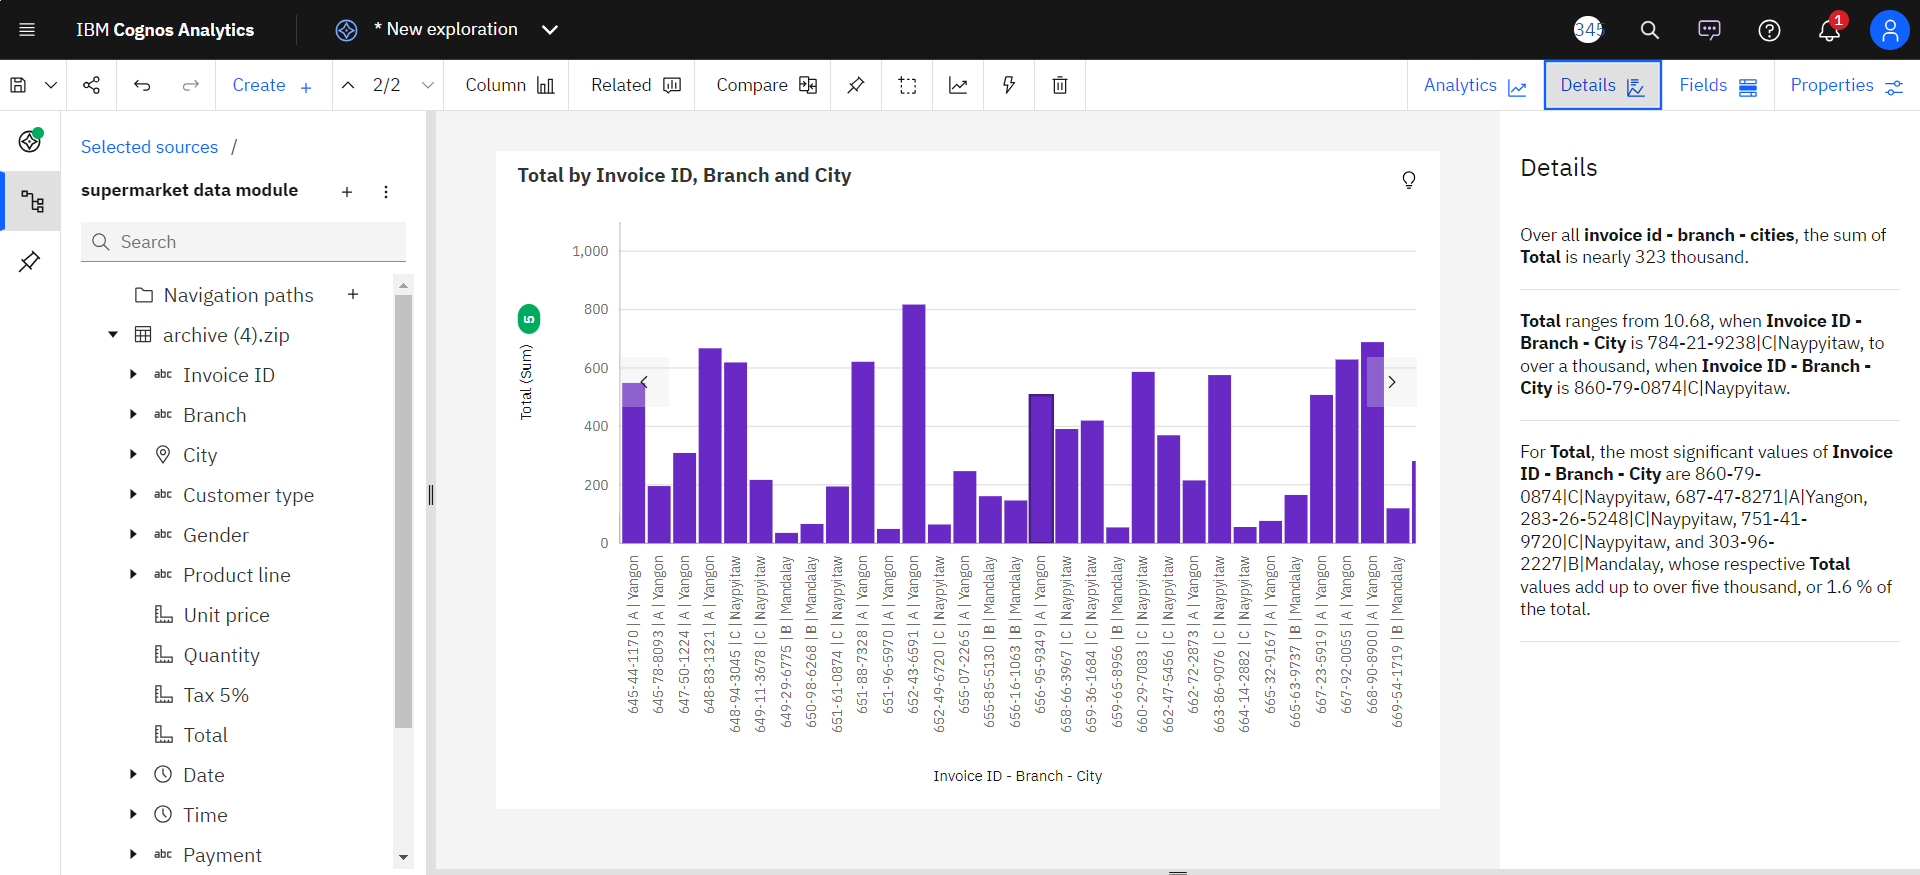 IBM Cognos Analytics
* New exploration
345
1
Create +
2/2
Column
Related
Compare
Analytics
Details
Fields
Properties
Selected sources /
supermarket data module
Search
Navigation paths
archive (4).zip
abc Invoice ID
abc Branch
City
abc Customer type
abc Gender
abc Product line
Unit price
Quantity
Tax 5%
Total
Date
Time
abc Payment
Total by Invoice ID, Branch and City
5
Total (Sum)
1,000
800
600
400
200
0
645-44-1170 | A | Yangon
645-78-8093 | A | Yangon
647-50-1224 | A | Yangon
648-83-1321 | A | Yangon
648-94-3045 | C | Naypyitaw
649-11-3678 | C | Naypyitaw
649-29-6775 | B | Mandalay
650-98-6268 | B | Mandalay
651-61-0874 | C | Naypyitaw
651-88-7328 | A | Yangon
651-96-5970 | A | Yangon
652-43-6591 | A | Yangon
652-49-6720 | C | Naypyitaw
655-07-2265 | A | Yangon
655-85-5130 | B | Mandalay
656-16-1063 | B | Mandalay
656-95-9349 | A | Yangon
658-66-3967 | C | Naypyitaw
659-36-1684 | C | Naypyitaw
659-65-8956 | B | Mandalay
660-29-7083 | C | Naypyitaw
662-47-5456 | C | Naypyitaw
662-72-2873 | A | Yangon
663-86-9076 | C | Naypyitaw
664-14-2882 | C | Naypyitaw
665-32-9167 | A | Yangon
665-63-9737 | B | Mandalay
667-23-5919 | A | Yangon
667-92-0055 | A | Yangon
668-90-8900 | A | Yangon
669-54-1719 | B | Mandalay
Invoice ID - Branch - City
Details
Over all invoice id - branch - cities, the sum of
Total is nearly 323 thousand.
Total ranges from 10.68, when Invoice ID -
Branch - City is 784-21-9238|C|Naypyitaw, to
over a thousand, when Invoice ID - Branch -
City is 860-79-0874|C|Naypyitaw.
For Total, the most significant values of Invoice
ID - Branch - City are 860-79-
0874|C|Naypyitaw, 687-47-8271|A|Yangon,
283-26-5248|C|Naypyitaw, 751-41-
9720|C|Naypyitaw, and 303-96-
2227|B|Mandalay, whose respective Total
values add up to over five thousand, or 1.6 % of
the total.